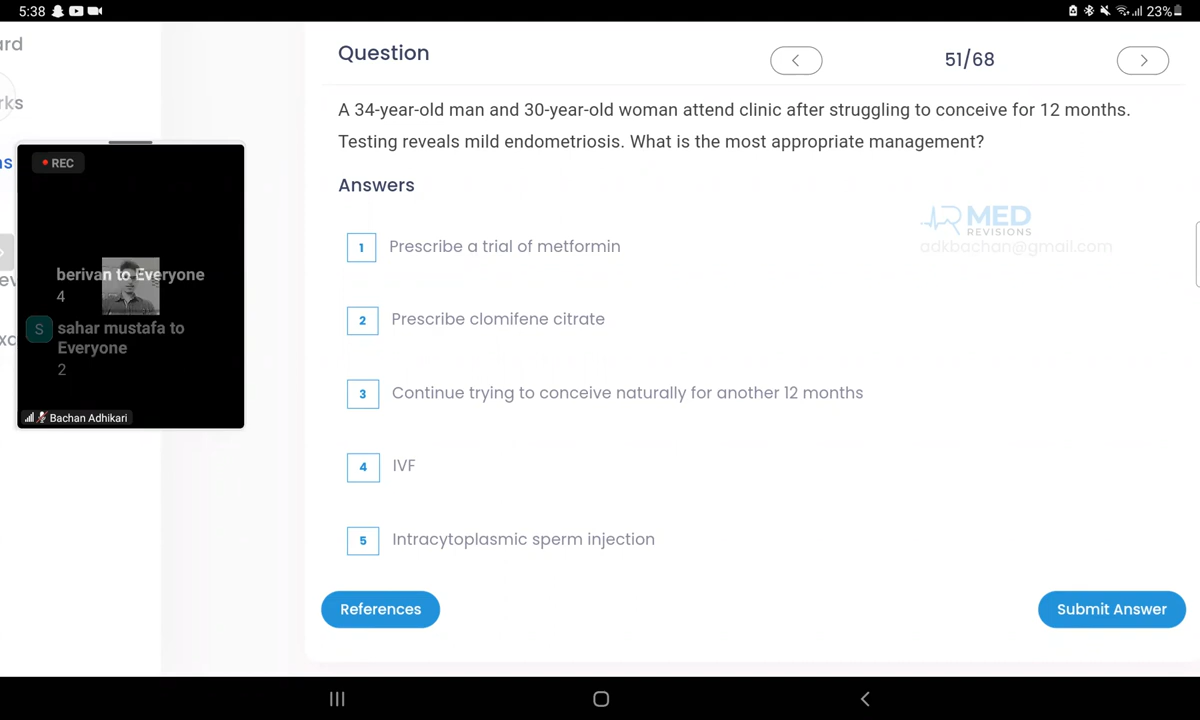 5:38
23%
ard
rks
ns
ev
xc
REC
berivan to Everyone
4
S
sahar mustafa to
Everyone
2
Bachan Adhikari
Question
51/68
A 34-year-old man and 30-year-old woman attend clinic after struggling to conceive for 12 months.
Testing reveals mild endometriosis. What is the most appropriate management?
Answers
MED
REVISIONS
adkbachan@gmail.com
1 Prescribe a trial of metformin
2 Prescribe clomifene citrate
3 Continue trying to conceive naturally for another 12 months
4 IVF
5 Intracytoplasmic sperm injection
References
Submit Answer